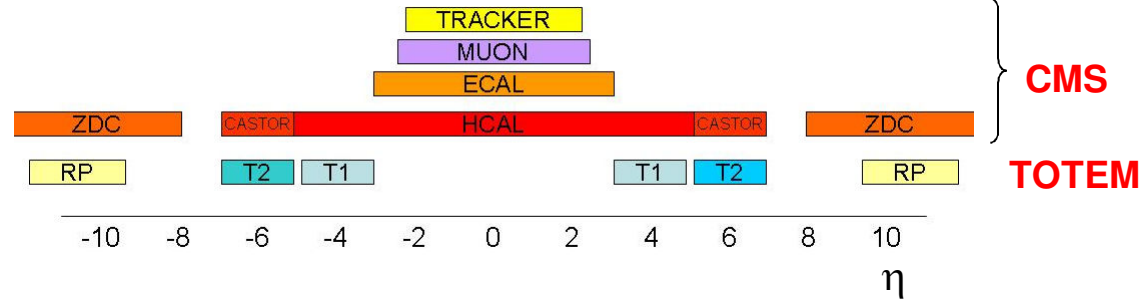 TRACKER
MUON
ECAL
CMS
ZDC CASTOR HCAL CASTOR ZDC
RP T2 T1 T1 T2 RP
TOTEM
-10 -8 -6 -4 -2 0 2 4 6 8 10
η